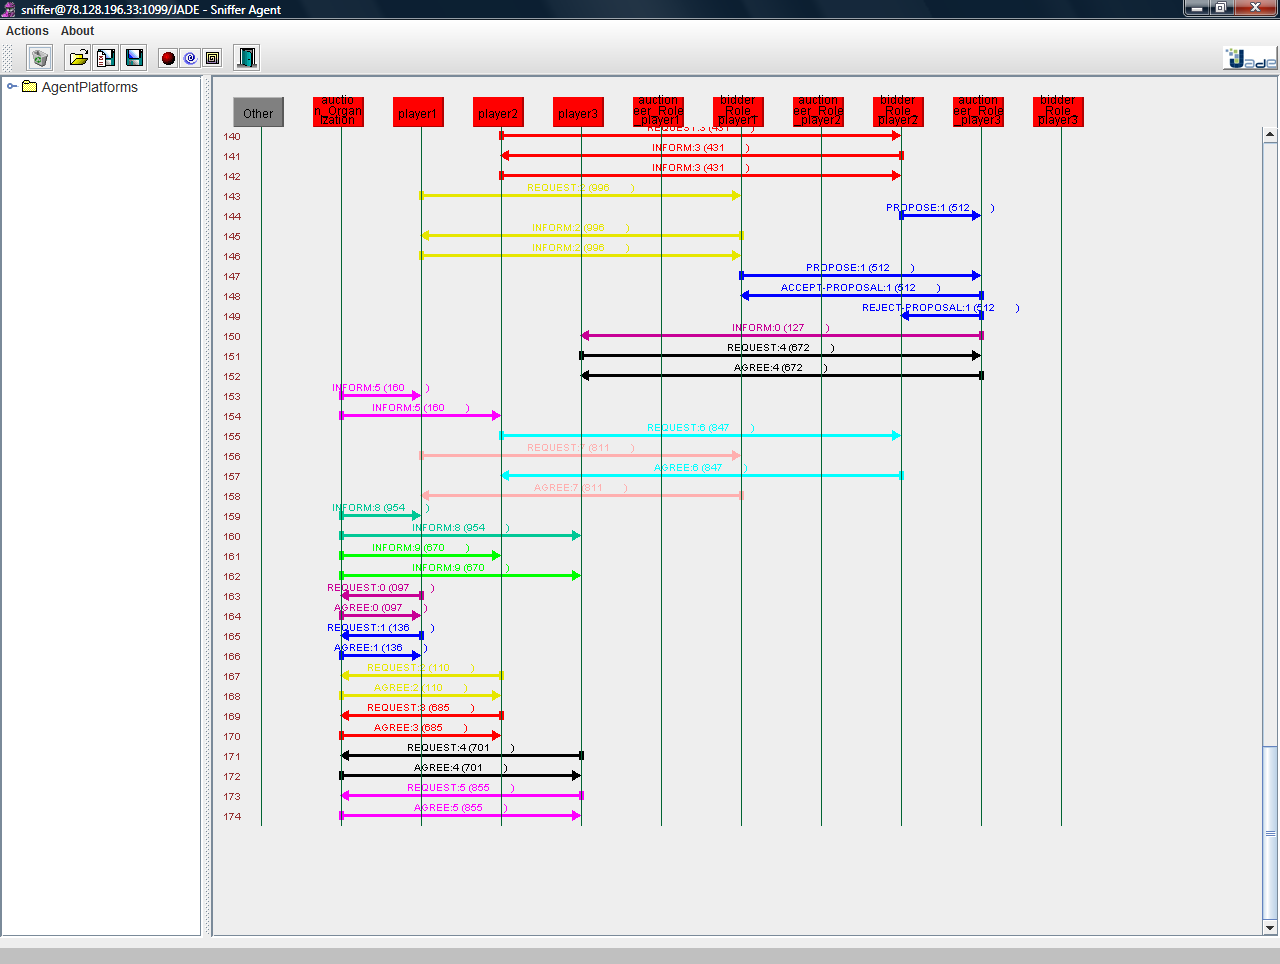 sniffer@78.128.196.33:1099/JADE - Sniffer Agent
Actions About
Jade
AgentPlatforms
Other
auctio
n_Organ
ization
player1
player2
player3
auction
eer_Role
player1
bidder
Role
player1
auction
eer_Role
player2
bidder
Role
player2
auction
eer_Role
player3
bidder
Role
player3
140 REQUEST:3 (431 )
141 INFORM:3 (431 )
142 INFORM:3 (431 )
143 REQUEST:2 (996 )
144 PROPOSE:1 (512 )
145 INFORM:2 (996 )
146 INFORM:2 (996 )
147 PROPOSE:1 (512 )
148 ACCEPT-PROPOSAL:1 (512 )
149 REJECT-PROPOSAL:1 (512 )
150 INFORM:0 (127 )
151 REQUEST:4 (672 )
152 AGREE:4 (672 )
153 INFORM:5 (160 )
154 INFORM:5 (160 )
155 REQUEST:6 (847 )
156 REQUEST:7 (811 )
157 AGREE:6 (847 )
158 AGREE:7 (811 )
159 INFORM:8 (954 )
160 INFORM:8 (954 )
161 INFORM:9 (670 )
162 INFORM:9 (670 )
163 REQUEST:0 (097 )
164 AGREE:0 (097 )
165 REQUEST:1 (136 )
166 AGREE:1 (136 )
167 REQUEST:2 (110 )
168 AGREE:2 (110 )
169 REQUEST:3 (685 )
170 AGREE:3 (685 )
171 REQUEST:4 (701 )
172 AGREE:4 (701 )
173 REQUEST:5 (855 )
174 AGREE:5 (855 )